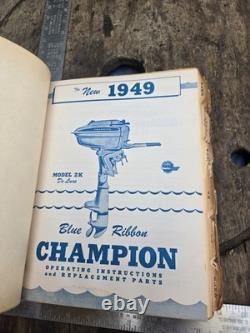 The New 1949
MODEL 2K
De Luxe
Blue Ribbon
CHAMPION
OPERATING INSTRUCTIONS
and REPLACEMENT PARTS